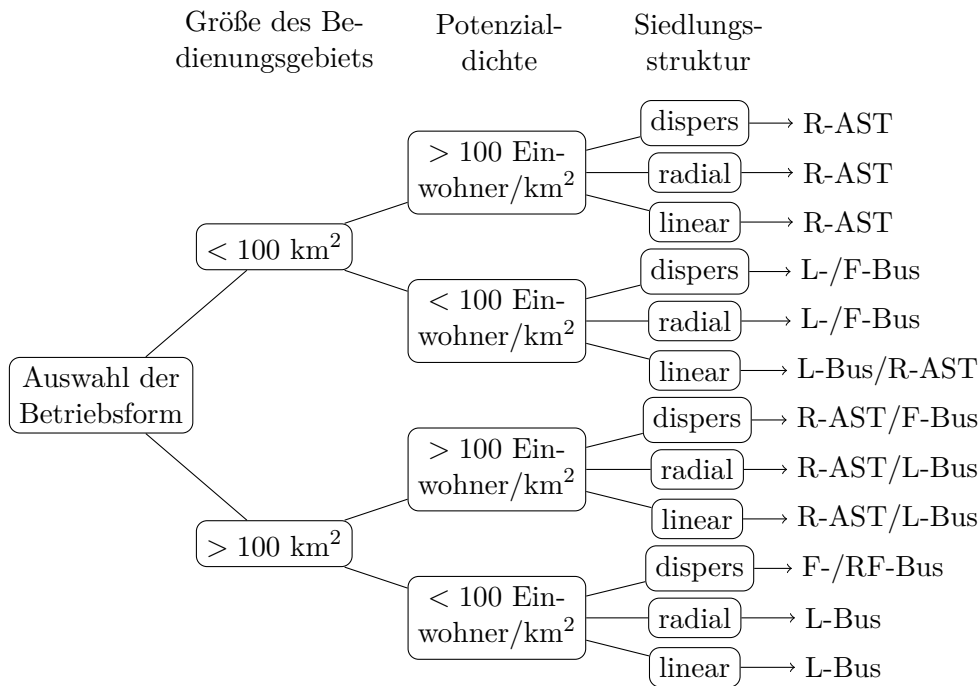 Größe des Be-
dienungsgebiets
Potenzial-
dichte
Siedlungs-
struktur
Auswahl der
Betriebsform
< 100 km²
> 100 Ein-
wohner/km²
dispers
R-AST
radial
R-AST
linear
R-AST
< 100 Ein-
wohner/km²
dispers
L-/F-Bus
radial
L-/F-Bus
linear
L-Bus/R-AST
> 100 km²
> 100 Ein-
wohner/km²
dispers
R-AST/F-Bus
radial
R-AST/L-Bus
linear
R-AST/L-Bus
< 100 Ein-
wohner/km²
dispers
F-/RF-Bus
radial
L-Bus
linear
L-Bus